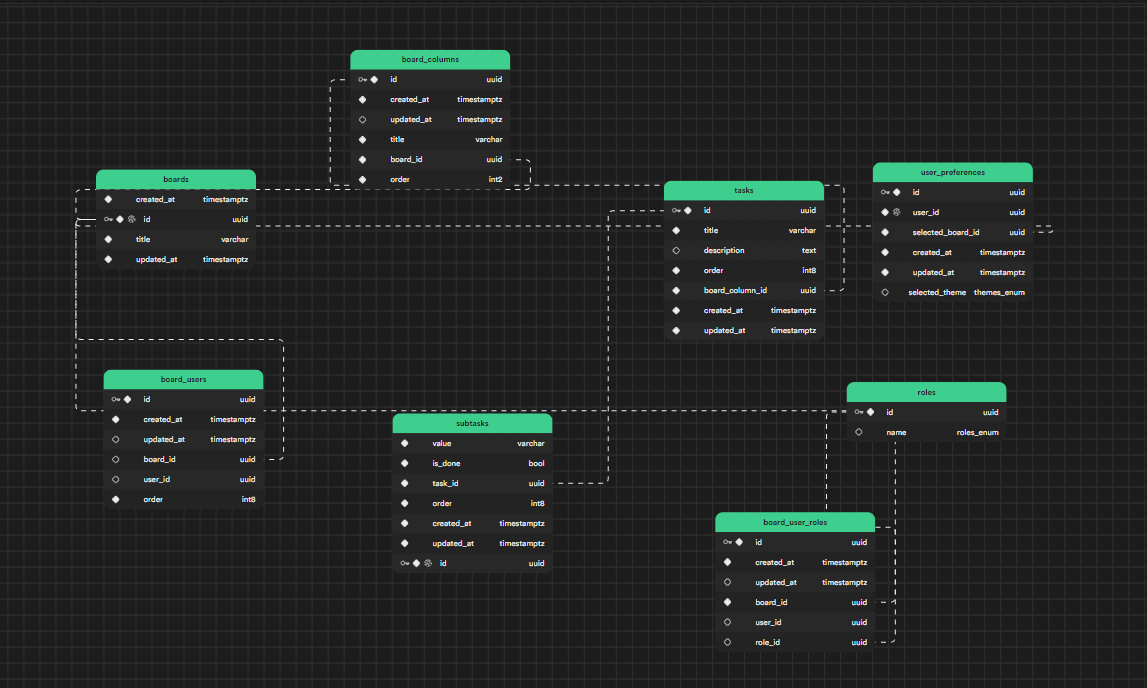 board_columns
id uuid
created_at timestamptz
updated_at timestamptz
title varchar
board_id uuid
order int2
boards
created_at timestamptz
id uuid
title varchar
updated_at timestamptz
tasks
id uuid
title varchar
description text
order int8
board_column_id uuid
created_at timestamptz
updated_at timestamptz
user_preferences
id uuid
user_id uuid
selected_board_id uuid
created_at timestamptz
updated_at timestamptz
selected_theme themes_enum
board_users
id uuid
created_at timestamptz
updated_at timestamptz
board_id uuid
user_id uuid
order int8
subtasks
value varchar
is_done bool
task_id uuid
order int8
created_at timestamptz
updated_at timestamptz
id uuid
roles
id uuid
name roles_enum
board_user_roles
id uuid
created_at timestamptz
updated_at timestamptz
board_id uuid
user_id uuid
role_id uuid